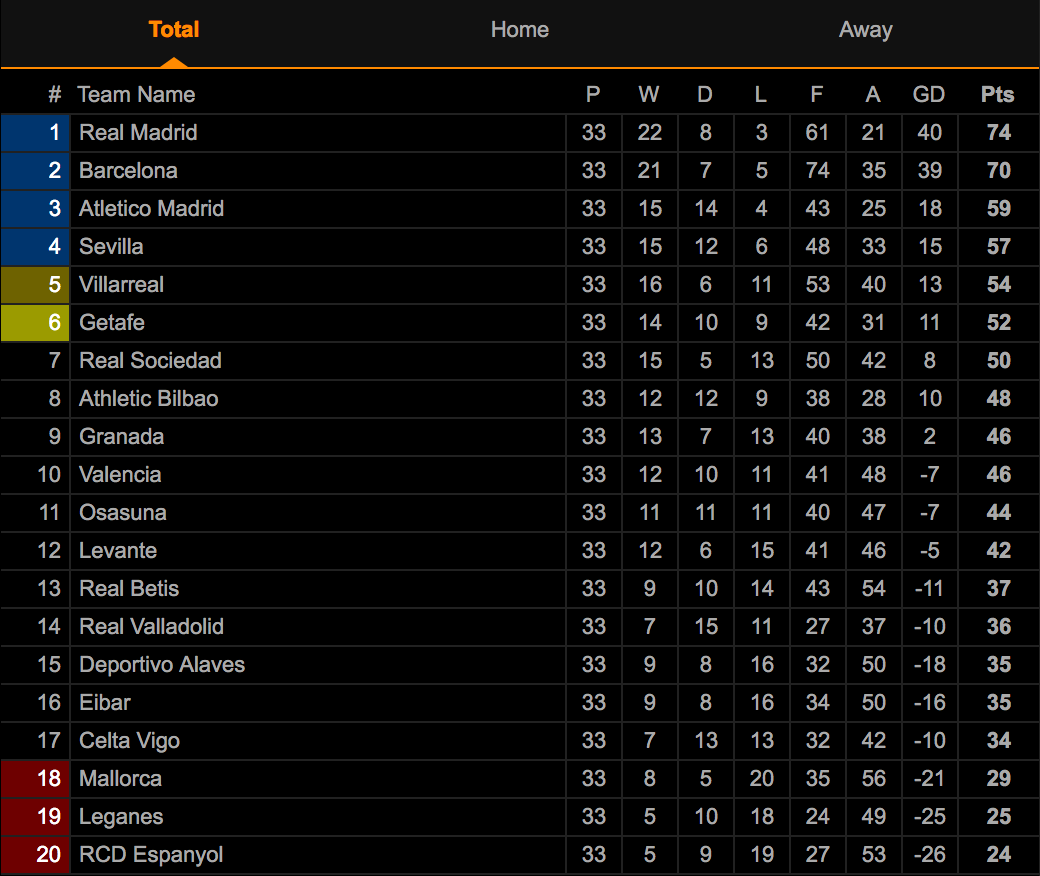 Total Home Away
# Team Name P W D L F A GD Pts
1 Real Madrid 33 22 8 3 61 21 40 74
2 Barcelona 33 21 7 5 74 35 39 70
3 Atletico Madrid 33 15 14 4 43 25 18 59
4 Sevilla 33 15 12 6 48 33 15 57
5 Villarreal 33 16 6 11 53 40 13 54
6 Getafe 33 14 10 9 42 31 11 52
7 Real Sociedad 33 15 5 13 50 42 8 50
8 Athletic Bilbao 33 12 12 9 38 28 10 48
9 Granada 33 13 7 13 40 38 2 46
10 Valencia 33 12 10 11 41 48 -7 46
11 Osasuna 33 11 11 11 40 47 -7 44
12 Levante 33 12 6 15 41 46 -5 42
13 Real Betis 33 9 10 14 43 54 -11 37
14 Real Valladolid 33 7 15 11 27 37 -10 36
15 Deportivo Alaves 33 9 8 16 32 50 -18 35
16 Eibar 33 9 8 16 34 50 -16 35
17 Celta Vigo 33 7 13 13 32 42 -10 34
18 Mallorca 33 8 5 20 35 56 -21 29
19 Leganes 33 5 10 18 24 49 -25 25
20 RCD Espanyol 33 5 9 19 27 53 -26 24